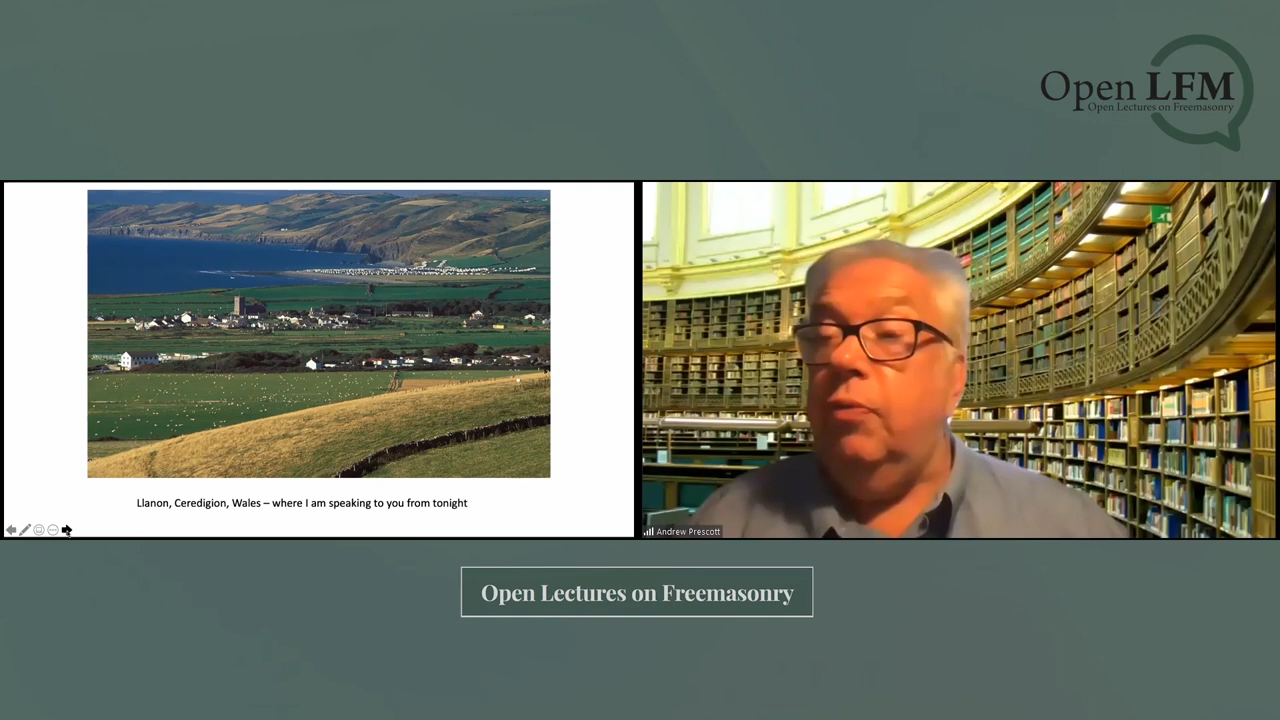 Open LFM
Open Lectures on Freemasonry
Llanon, Ceredigion, Wales – where I am speaking to you from tonight
Andrew Prescott
Open Lectures on Freemasonry